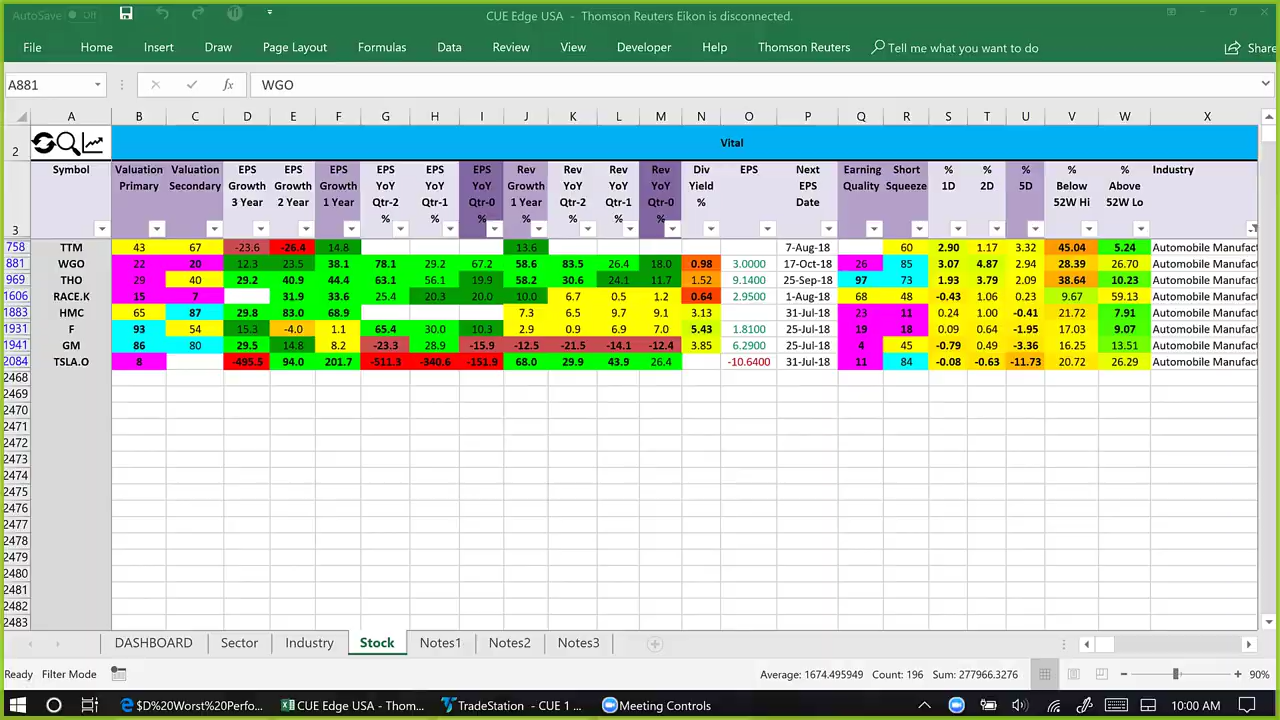 AutoSave Off CUE Edge USA - Thomson Reuters Eikon is disconnected.
File Home Insert Draw Page Layout Formulas Data Review View Developer Help Thomson Reuters Tell me what you want to do Share
A881 fx WGO
A B C D E F G H I J K L M N O P Q R S T U V W X
2 Vital
3 Symbol Valuation Primary Valuation Secondary EPS Growth 3 Year EPS Growth 2 Year EPS Growth 1 Year EPS YoY Qtr-2 % EPS YoY Qtr-1 % EPS YoY Qtr-0 % Rev Growth 1 Year Rev YoY Qtr-2 % Rev YoY Qtr-1 % Rev YoY Qtr-0 % Div Yield % EPS Next EPS Date Earning Quality Short Squeeze % 1D % 2D % 5D % Below 52W Hi % Above 52W Lo Industry
758 TTM 43 67 -23.6 -26.4 14.8 13.6 7-Aug-18 60 2.90 1.17 3.32 45.04 5.24 Automobile Manufact
881 WGO 22 20 12.3 23.5 38.1 78.1 29.2 67.2 58.6 83.5 26.4 18.0 0.98 3.0000 17-Oct-18 26 85 3.07 4.87 2.94 28.39 26.70 Automobile Manufact
969 THO 29 40 29.2 40.9 44.4 63.1 56.1 19.9 58.2 30.6 24.1 11.7 1.52 9.1400 25-Sep-18 97 73 1.93 3.79 2.09 38.64 10.23 Automobile Manufact
1606 RACE.K 15 7 31.9 33.6 25.4 20.3 20.0 10.0 6.7 0.5 1.2 0.64 2.9500 1-Aug-18 68 48 -0.43 1.06 0.23 9.67 59.13 Automobile Manufact
1883 HMC 65 87 29.8 83.0 68.9 7.3 6.5 9.7 9.1 3.13 31-Jul-18 23 11 0.24 1.00 -0.41 21.72 7.91 Automobile Manufact
1931 F 93 54 15.3 -4.0 1.1 65.4 30.0 10.3 2.9 0.9 6.9 7.0 5.43 1.8100 25-Jul-18 19 18 0.09 0.64 -1.95 17.03 9.07 Automobile Manufact
1941 GM 86 80 29.5 14.8 8.2 -23.3 28.9 -15.9 -12.5 -21.5 -14.1 -12.4 3.85 6.2900 25-Jul-18 4 45 -0.79 0.49 -3.36 16.25 13.51 Automobile Manufact
2084 TSLA.O 8 -495.5 94.0 201.7 -511.3 -340.6 -151.9 68.0 29.9 43.9 26.4 -10.6400 31-Jul-18 11 84 -0.08 -0.63 -11.73 20.72 26.29 Automobile Manufact
2468
2469
2470
2471
2472
2473
2474
2475
2476
2477
2478
2479
2480
2481
2482
2483
DASHBOARD Sector Industry Stock Notes1 Notes2 Notes3
Ready Filter Mode Average: 1674.495949 Count: 196 Sum: 277966.3276 90%
$D%20Worst%20Perfo... CUE Edge USA - Thom... TradeStation - CUE 1 ... Meeting Controls 10:00 AM